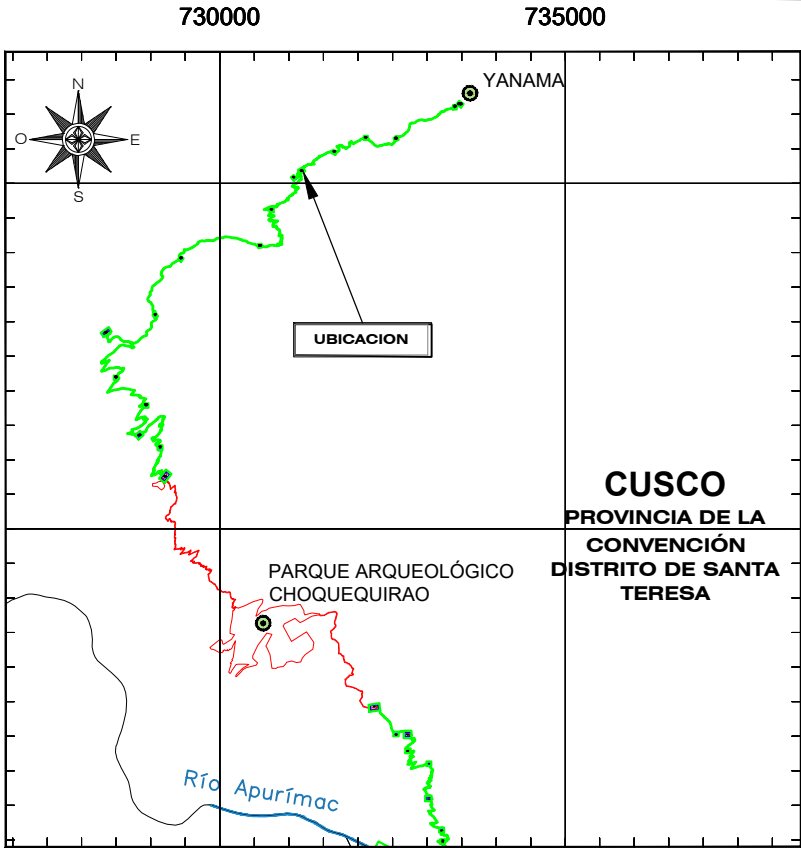 730000
735000
YANAMA
N
O
E
S
UBICACION
CUSCO
PROVINCIA DE LA
CONVENCIÓN
DISTRITO DE SANTA
TERESA
PARQUE ARQUEOLÓGICO
CHOQUEQUIRAO
Río Apurímac